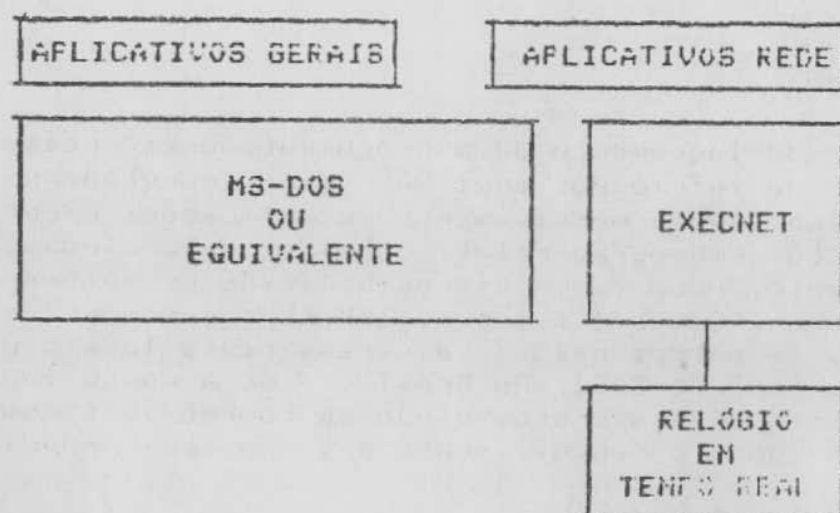 APLICATIVOS GERAIS
APLICATIVOS REDE
MS-DOS
OU
EQUIVALENTE
EXECNET
RELÓGIO
EM
TEMPO REAL